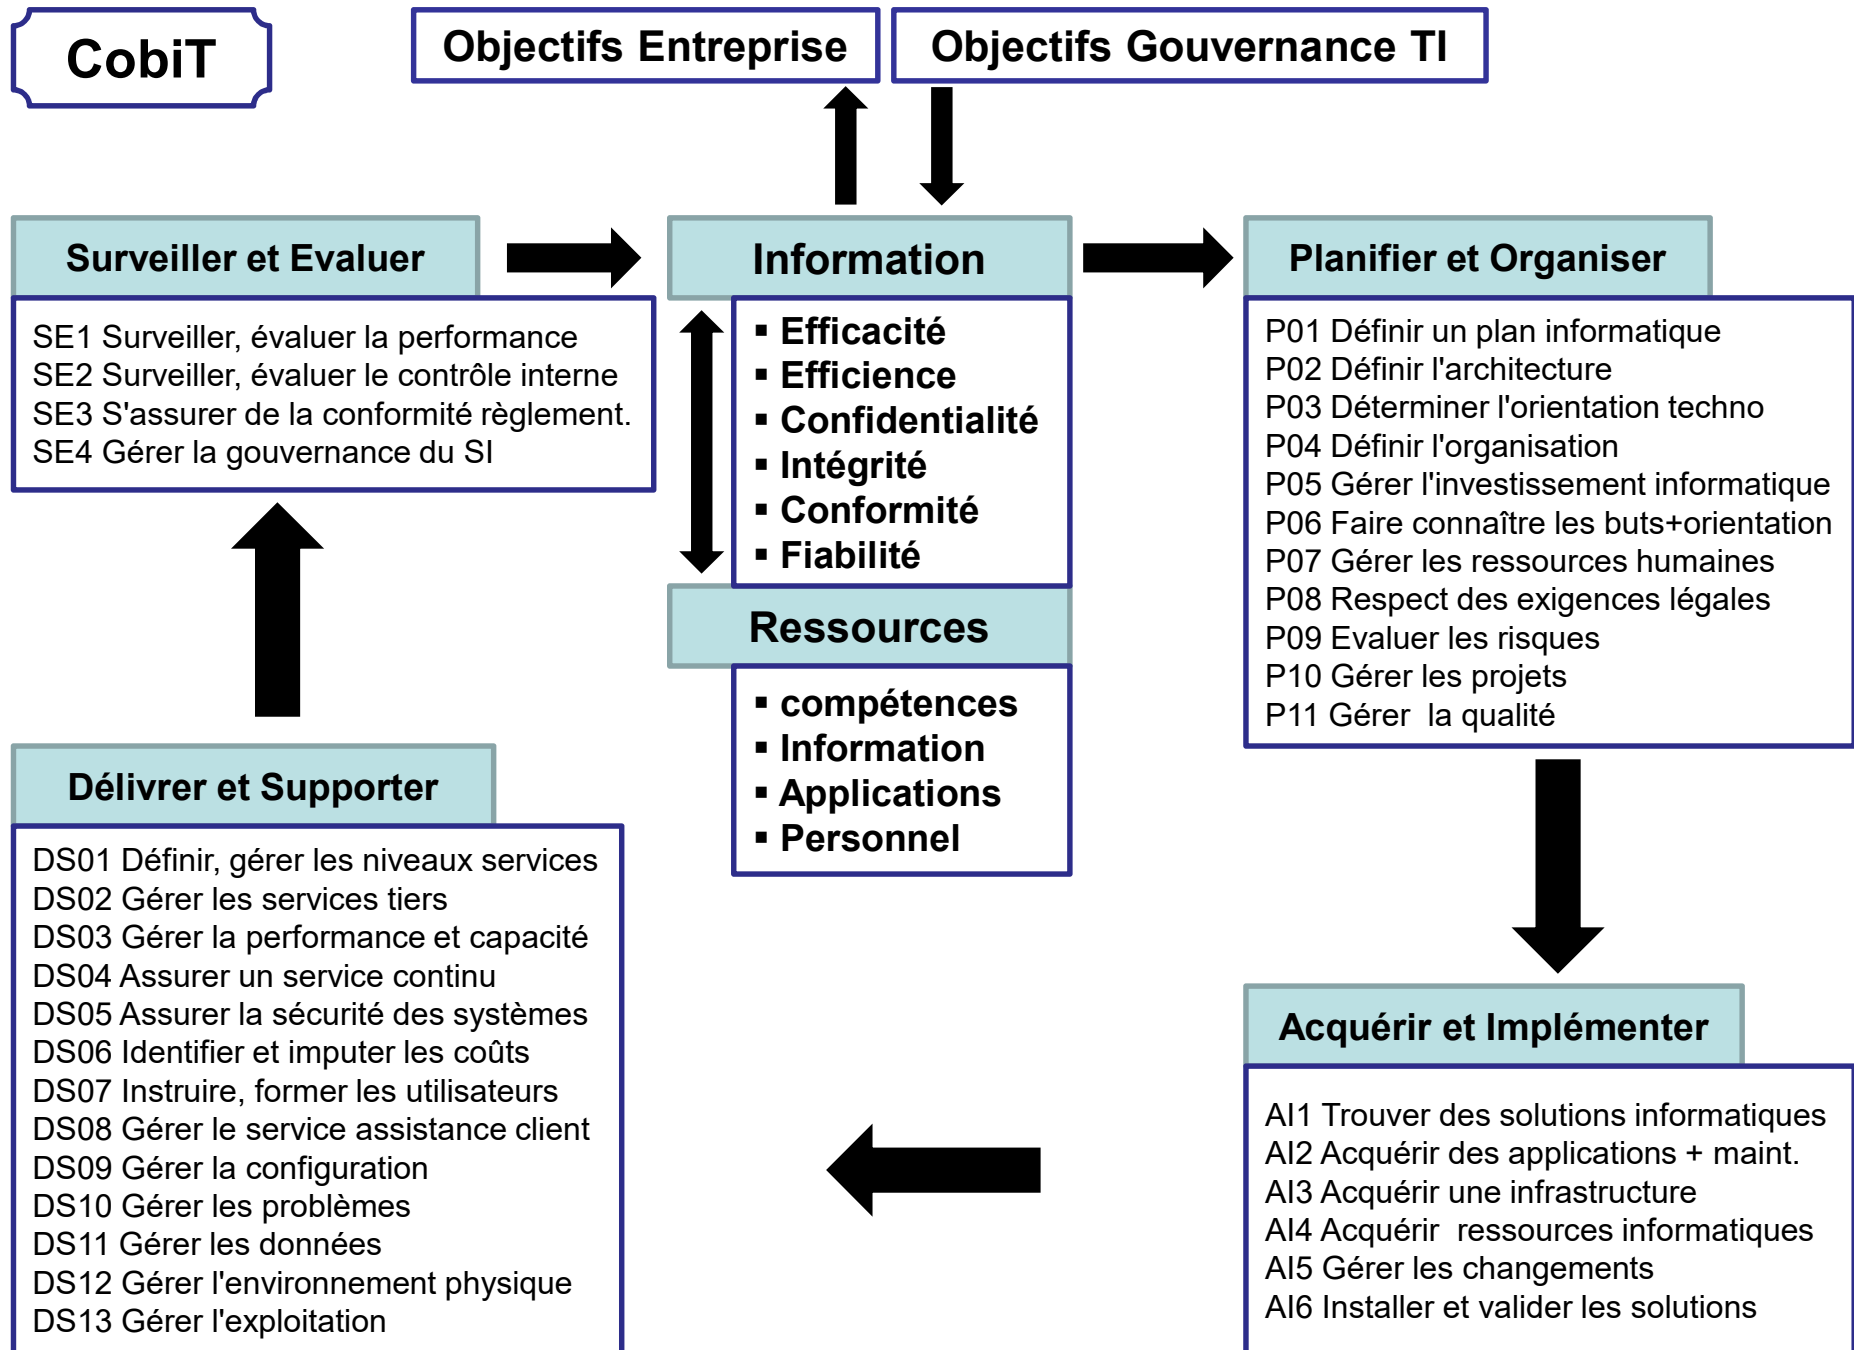 CobiT
Objectifs Entreprise
Objectifs Gouvernance TI
Surveiller et Evaluer
SE1 Surveiller, évaluer la performance
SE2 Surveiller, évaluer le contrôle interne
SE3 S'assurer de la conformité règlement.
SE4 Gérer la gouvernance du SI
Information
▪ Efficacité
▪ Efficience
▪ Confidentialité
▪ Intégrité
▪ Conformité
▪ Fiabilité
Ressources
▪ compétences
▪ Information
▪ Applications
▪ Personnel
Planifier et Organiser
P01 Définir un plan informatique
P02 Définir l'architecture
P03 Déterminer l'orientation techno
P04 Définir l'organisation
P05 Gérer l'investissement informatique
P06 Faire connaître les buts+orientation
P07 Gérer les ressources humaines
P08 Respect des exigences légales
P09 Evaluer les risques
P10 Gérer les projets
P11 Gérer  la qualité
Délivrer et Supporter
DS01 Définir, gérer les niveaux services
DS02 Gérer les services tiers
DS03 Gérer la performance et capacité
DS04 Assurer un service continu
DS05 Assurer la sécurité des systèmes
DS06 Identifier et imputer les coûts
DS07 Instruire, former les utilisateurs
DS08 Gérer le service assistance client
DS09 Gérer la configuration
DS10 Gérer les problèmes
DS11 Gérer les données
DS12 Gérer l'environnement physique
DS13 Gérer l'exploitation
Acquérir et Implémenter
AI1 Trouver des solutions informatiques
AI2 Acquérir des applications + maint.
AI3 Acquérir une infrastructure
AI4 Acquérir  ressources informatiques
AI5 Gérer les changements
AI6 Installer et valider les solutions